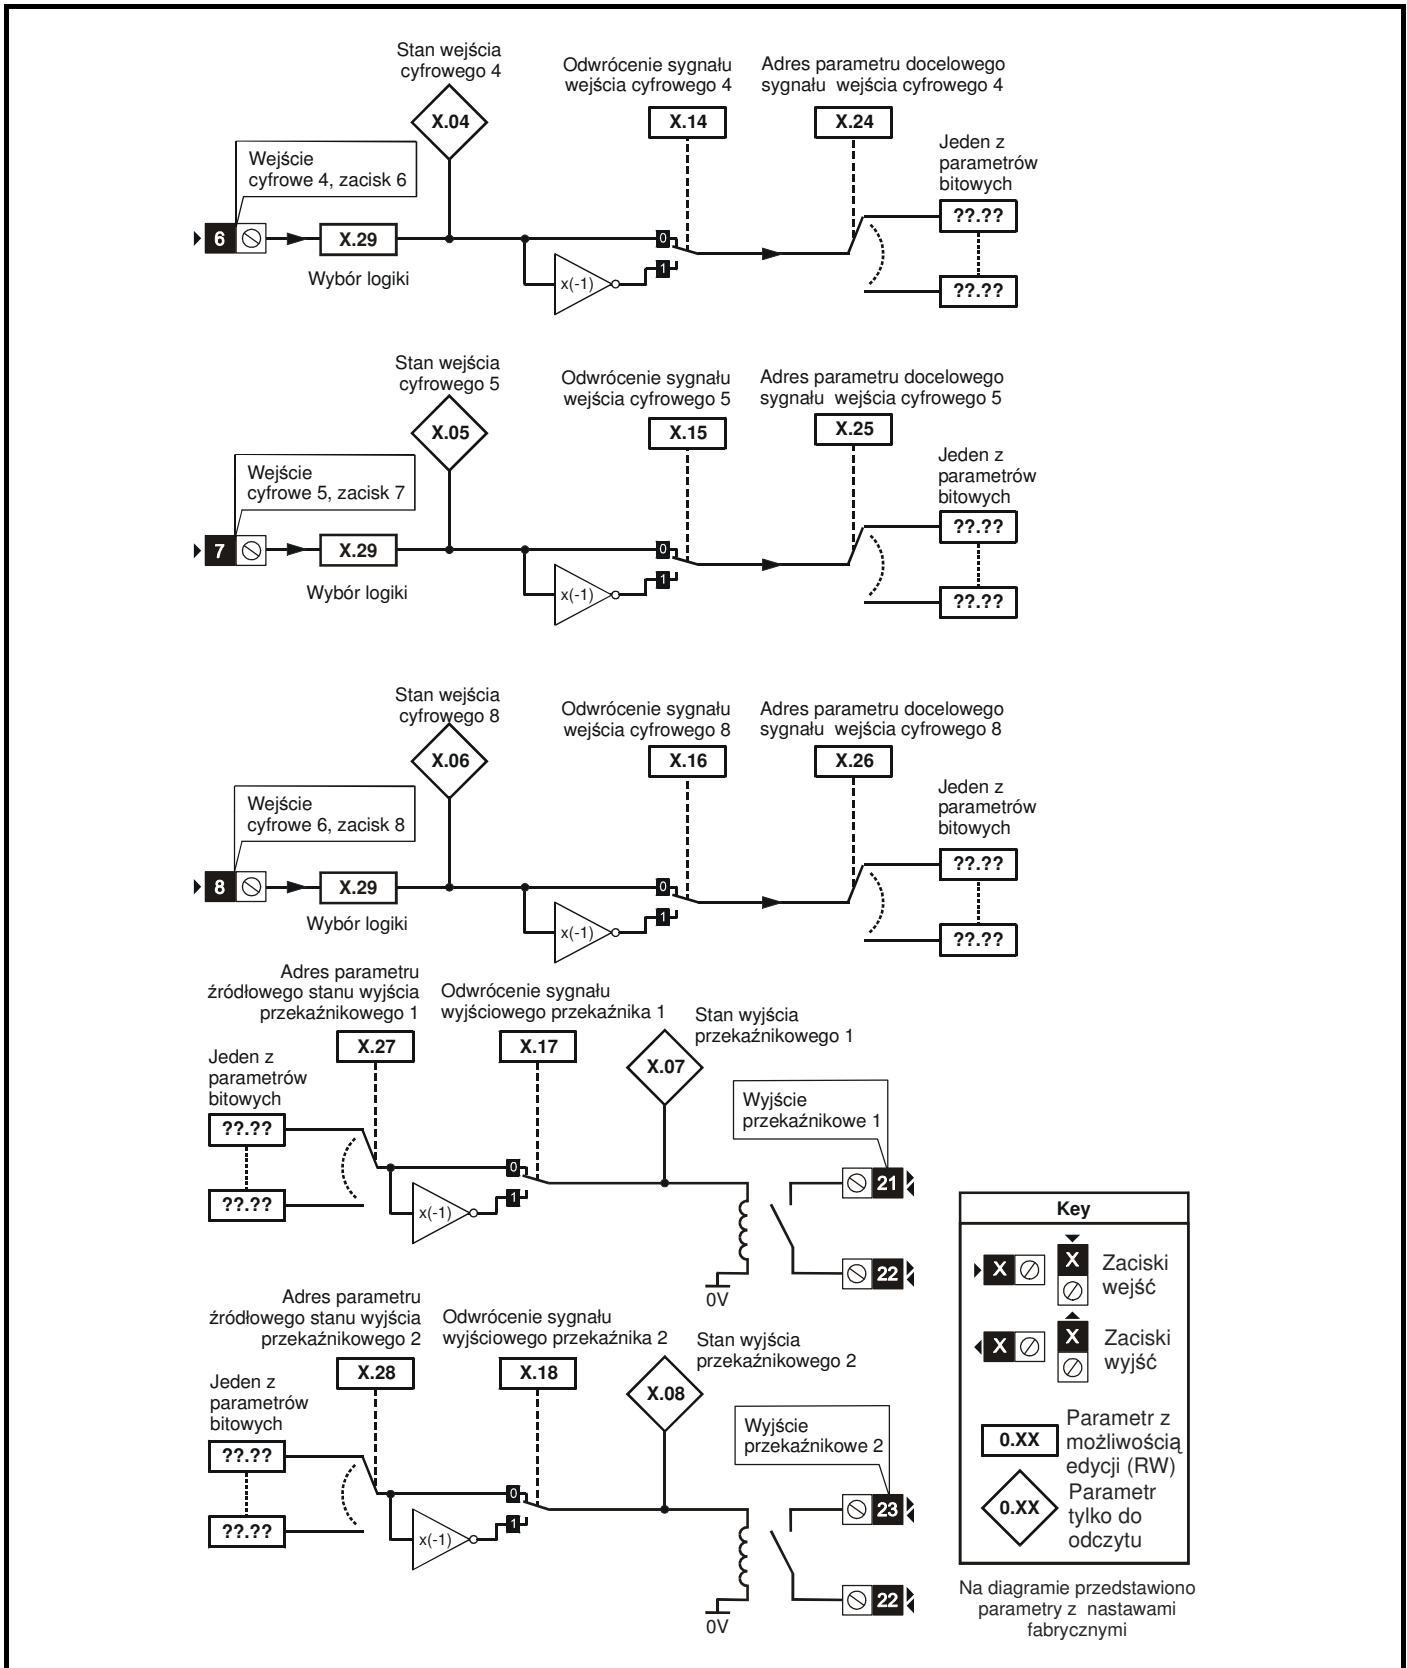 Stan wejścia
cyfrowego 4
Odwrócenie sygnału
wejścia cyfrowego 4
Adres parametru docelowego
sygnału wejścia cyfrowego 4
X.04
X.14
X.24
Jeden z
parametrów
bitowych
Wejście
cyfrowe 4, zacisk 6
??.??
6
X.29
0
1
x(-1)
??.??
Wybór logiki
Stan wejścia
cyfrowego 5
Odwrócenie sygnału
wejścia cyfrowego 5
Adres parametru docelowego
sygnału wejścia cyfrowego 5
X.05
X.15
X.25
Jeden z
parametrów
bitowych
Wejście
cyfrowe 5, zacisk 7
??.??
7
X.29
0
1
x(-1)
??.??
Wybór logiki
Stan wejścia
cyfrowego 8
Odwrócenie sygnału
wejścia cyfrowego 8
Adres parametru docelowego
sygnału wejścia cyfrowego 8
X.06
X.16
X.26
Jeden z
parametrów
bitowych
Wejście
cyfrowe 6, zacisk 8
??.??
8
X.29
0
1
x(-1)
??.??
Wybór logiki
Adres parametru
źródłowego stanu wyjścia
przekaźnikowego 1
Odwrócenie sygnału
wyjściowego przekaźnika 1
Stan wyjścia
przekaźnikowego 1
X.27
X.17
X.07
Jeden z
parametrów
bitowych
Wyjście
przekaźnikowe 1
??.??
0
1
x(-1)
??.??
21
22
0V
Adres parametru
źródłowego stanu wyjścia
przekaźnikowego 2
Odwrócenie sygnału
wyjściowego przekaźnika 2
Stan wyjścia
przekaźnikowego 2
X.28
X.18
X.08
Jeden z
parametrów
bitowych
Wyjście
przekaźnikowe 2
??.??
0
1
x(-1)
??.??
23
22
0V
Key
X
X
Zaciski
wejść
X
X
Zaciski
wyjść
0.XX
Parametr z
możliwością
edycji (RW)
0.XX
Parametr
tylko do
odczytu
Na diagramie przedstawiono
parametry z nastawami
fabrycznymi